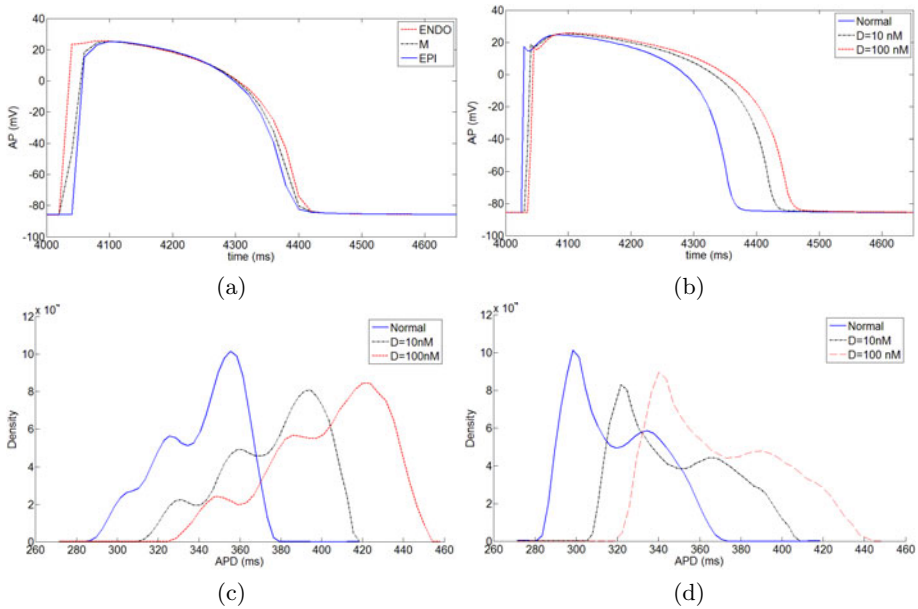 40
20
0
-20
-40
-60
-80
-100
AP (mV)
4000 4100 4200 4300 4400 4500 4600
time (ms)
ENDO
M
EPI
(a)
40
20
0
-20
-40
-60
-80
-100
AP (mV)
4000 4100 4200 4300 4400 4500 4600
time (ms)
Normal
D=10 nM
D=100 nM
(b)
12
10
8
6
4
2
0
Density
260 280 300 320 340 360 380 400 420 440 460
APD (ms)
Normal
D=10nM
D=100nM
(c)
12
10
8
6
4
2
0
Density
260 280 300 320 340 360 380 400 420 440 460
APD (ms)
Normal
D=10nM
D=100 nM
(d)